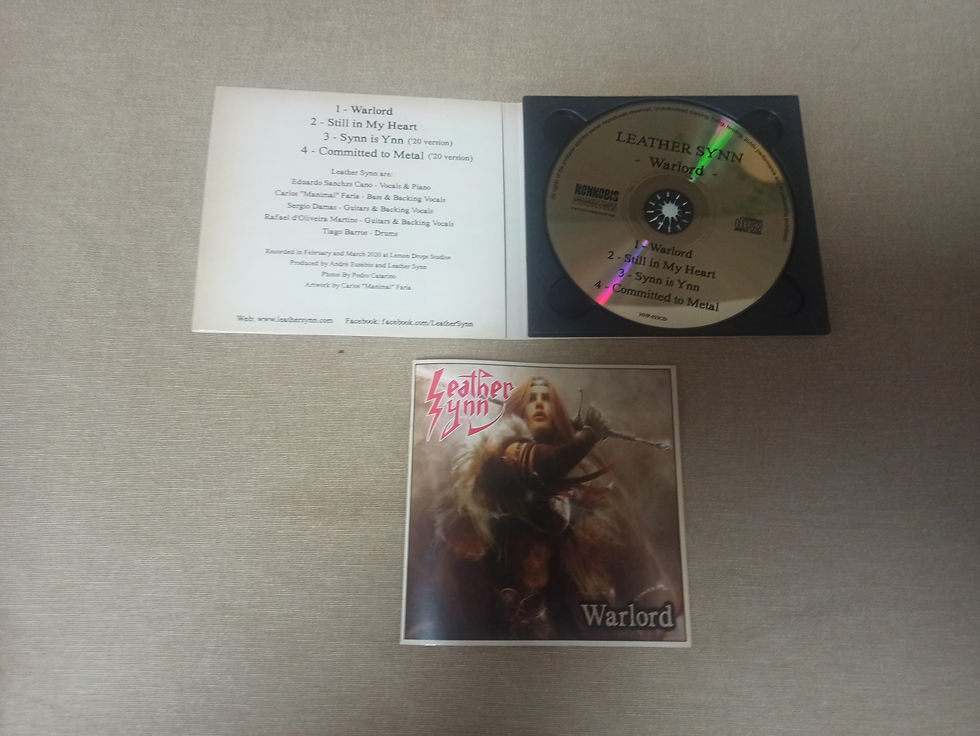 1 - Warlord
2 - Still in My Heart
3 - Synn is Ynn ('20 version)
4 - Committed to Metal ('20 version)
Leather Synn are:
Eduardo Sanchzs Cano - Vocals & Piano
Carlos "Manimal" Faria - Bass & Backing Vocals
Sergio Damas - Guitars & Backing Vocals
Rafael d'Oliveira Martins - Guitars & Backing Vocals
Tiago Barros - Drums
Recorded in February and March 2020 at Lemon Drops Studios
Produced by André Eusébio and Leather Synn
Photo By Pedro Catarino
Artwork by Carlos "Manimal" Faria
Web: www.leathersynn.com Facebook: facebook.com/LeatherSynn
LEATHER SYNN
- Warlord -
NONNOBIS
1 - Warlord
2 - Still in My Heart
3 - Synn is Ynn
4 - Committed to Metal
Leather
Synn
Warlord